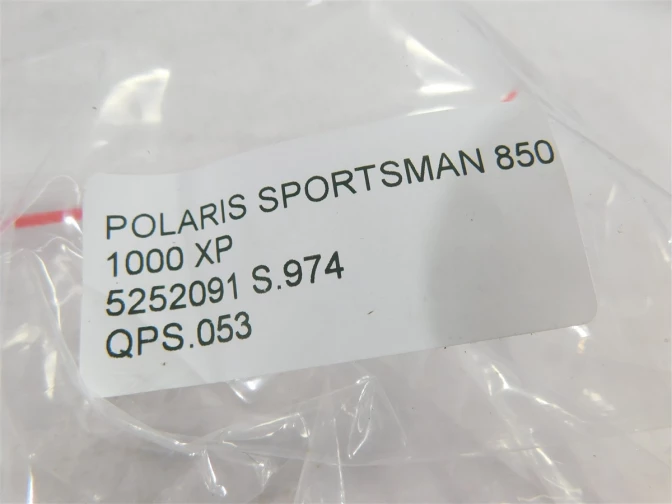 POLARIS SPORTSMAN 850
1000 XP
5252091 S.974
QPS.053